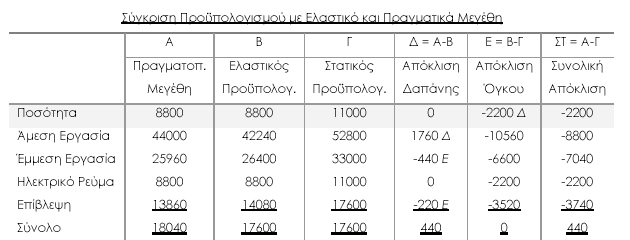 Σύγκριση Προϋπολογισμού με Ελαστικό και Πραγματικά Μεγέθη
Α Β Γ Δ = Α-Β Ε = Β-Γ ΣΤ = Α-Γ
Πραγματοπ. Ελαστικός Στατικός Απόκλιση Απόκλιση Συνολική
Μεγέθη Προϋπολογ. Προϋπολογ. Δαπάνης Όγκου Απόκλιση
Ποσότητα 8800 8800 11000 0 -2200 Δ -2200
Άμεση Εργασία 44000 42240 52800 1760 Δ -10560 -8800
Έμμεση Εργασία 25960 26400 33000 -440 Ε -6600 -7040
Ηλεκτρικό Ρεύμα 8800 8800 11000 0 -2200 -2200
Επίβλεψη 13860 14080 17600 -220 Ε -3520 -3740
Σύνολο 18040 17600 17600 440 0 440